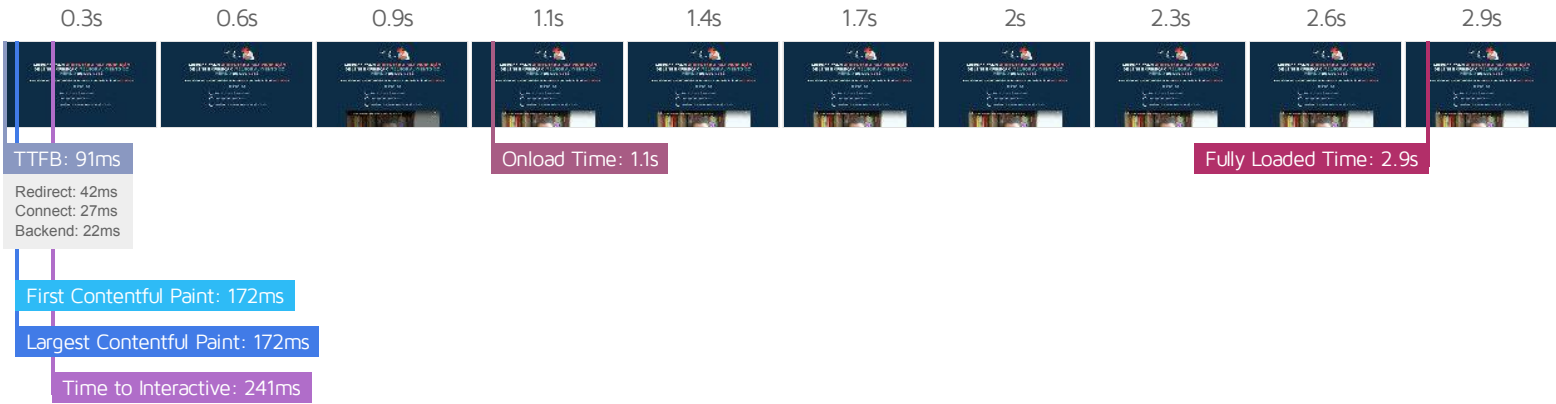 0.3s 0.6s 0.9s 1.1s 1.4s 1.7s 2s 2.3s 2.6s 2.9s
TTFB: 91ms
Onload Time: 1.1s
Fully Loaded Time: 2.9s
Redirect: 42ms
Connect: 27ms
Backend: 22ms
First Contentful Paint: 172ms
Largest Contentful Paint: 172ms
Time to Interactive: 241ms